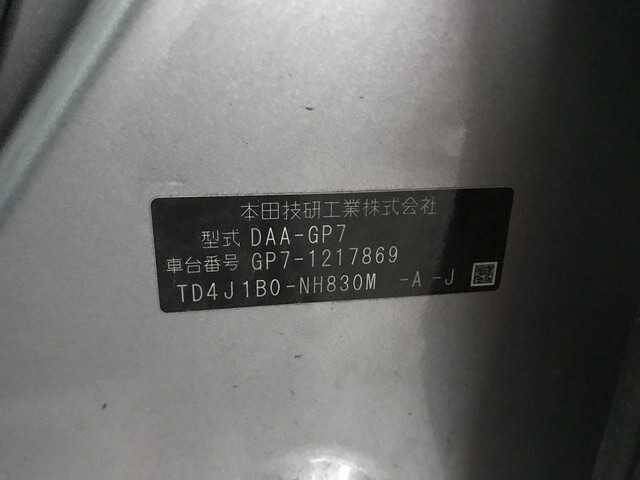 本田技研工業株式会社
型式 DAA-GP7
車台番号 GP7-1217869
TD4J1B0-NH830M -A-J